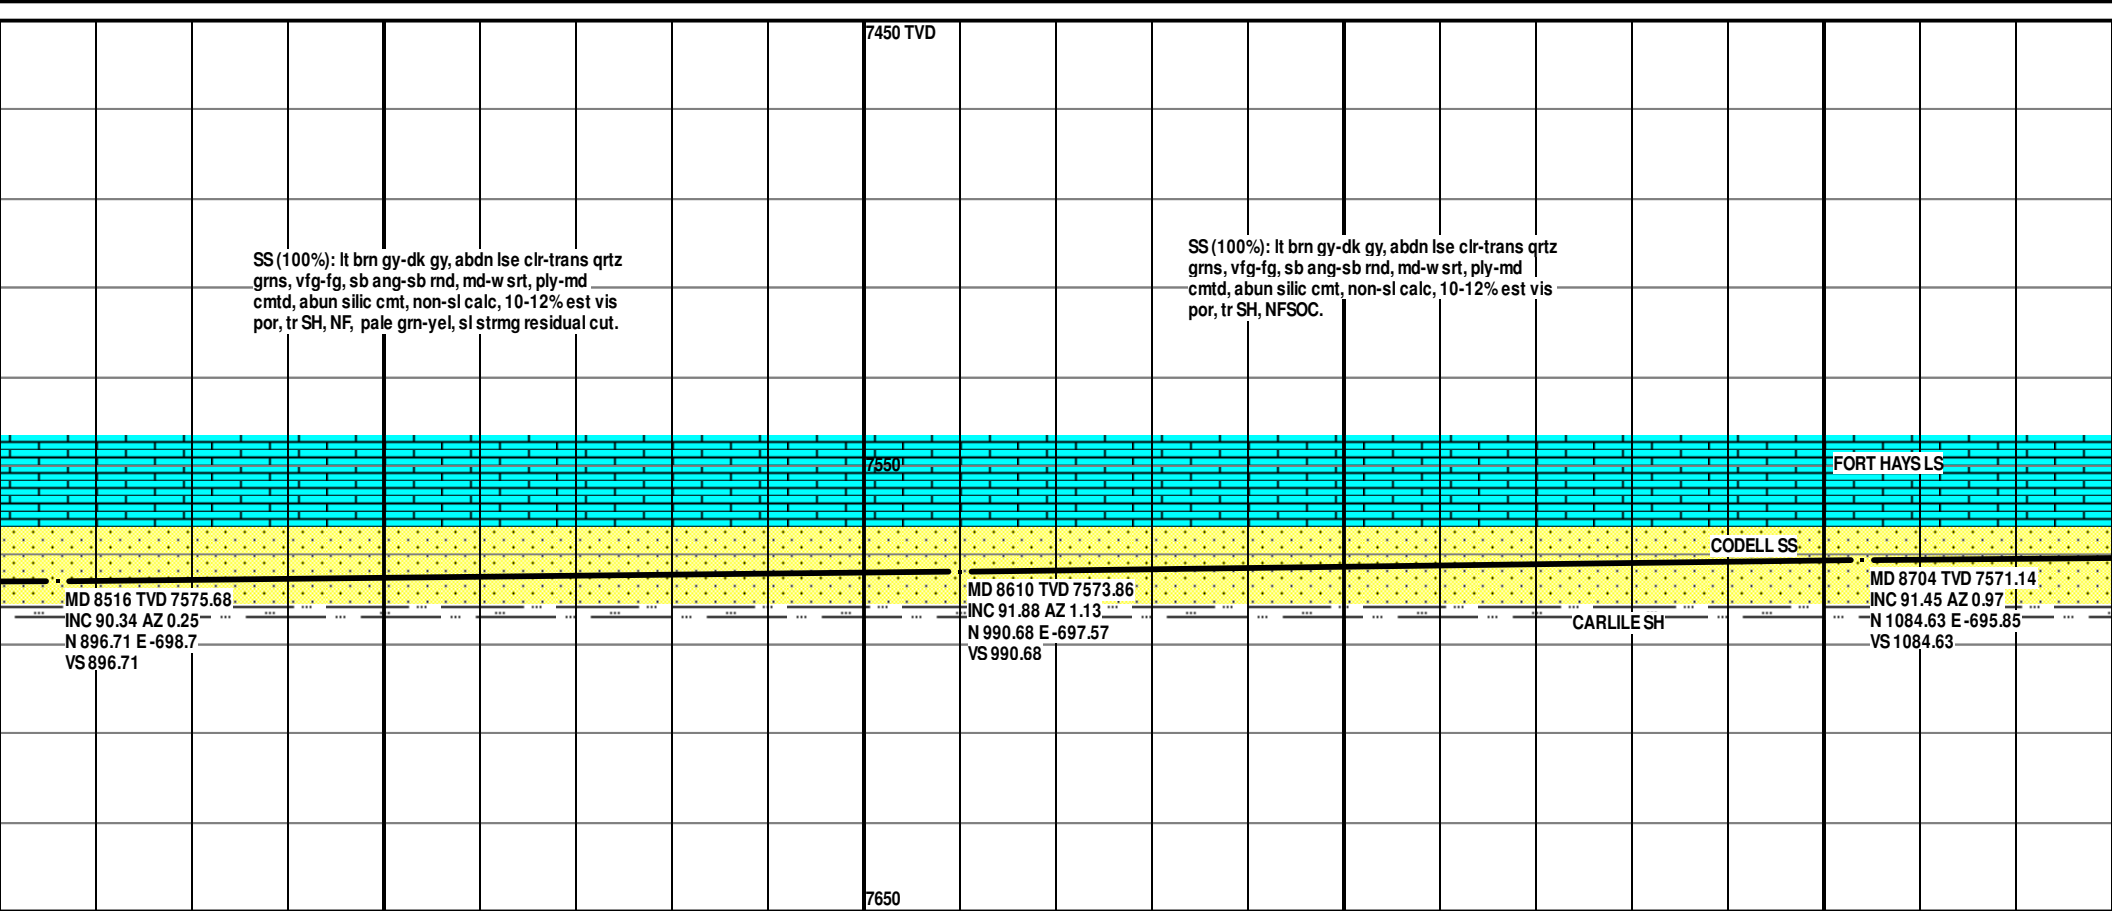 7450 TVD
SS (100%): lt brn gy-dk gy, abdn lse clr-trans qrtz
grns, vfg-fg, sb ang-sb rnd, md-w srt, ply-md
cmtd, abun silic cmt, non-sl calc, 10-12% est vis
por, tr SH, NF, pale grn-yel, sl strmg residual cut.
SS (100%): lt brn gy-dk gy, abdn lse clr-trans qrtz
grns, vfg-fg, sb ang-sb rnd, md-w srt, ply-md
cmtd, abun silic cmt, non-sl calc, 10-12% est vis
por, tr SH, NFSOC.
7550
FORT HAYS LS
CODELL SS
MD 8516 TVD 7575.68
INC 90.34 AZ 0.25
N 896.71 E -698.7
VS 896.71
MD 8610 TVD 7573.86
INC 91.88 AZ 1.13
N 990.68 E -697.57
VS 990.68
CARLILE SH
MD 8704 TVD 7571.14
INC 91.45 AZ 0.97
N 1084.63 E -695.85
VS 1084.63
7650